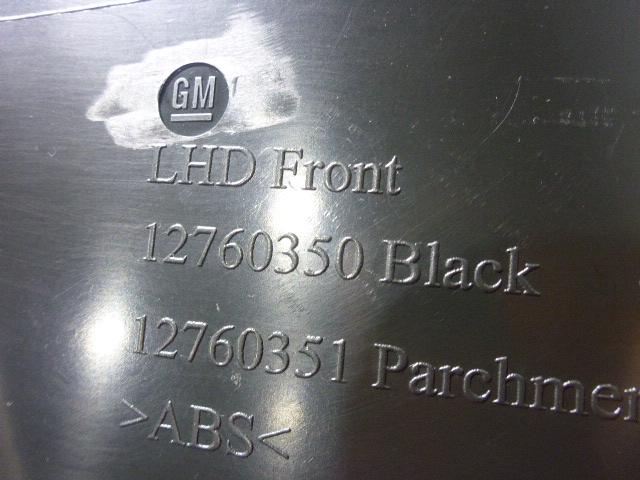 GM
LHD Front
12760350 Black
12760351 Parchmen
>ABS<